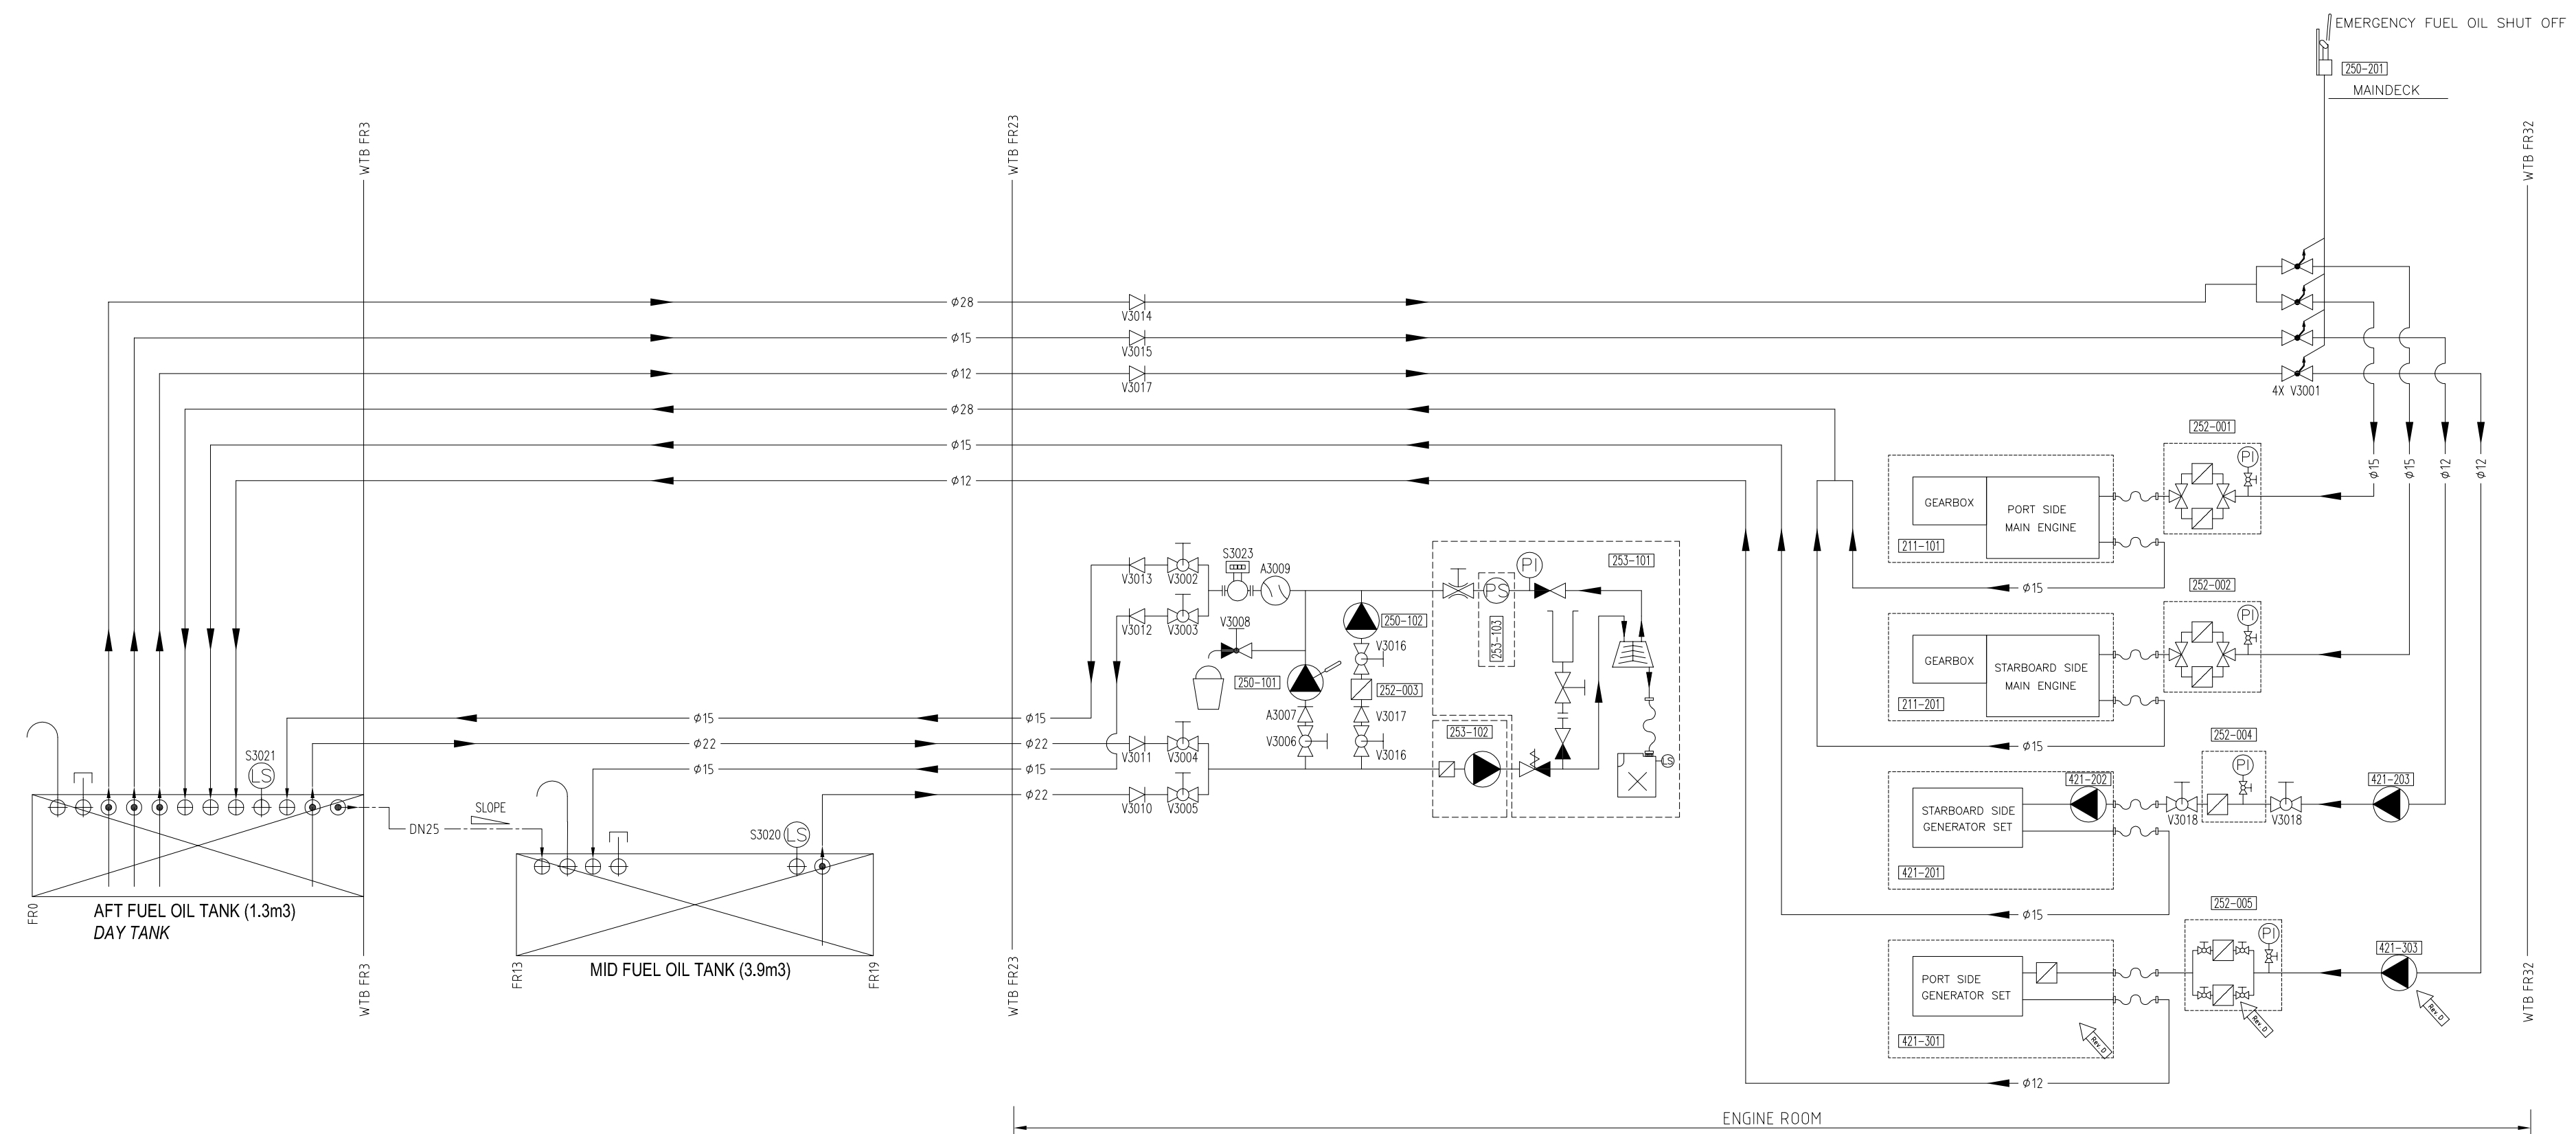 EMERGENCY FUEL OIL SHUT OFF
250-201
MAINDECK
WTB FR3
WTB FR23
WTB FR32
ø28
V3014
ø15
V3015
ø12
V3017
4X V3001
ø28
ø15
ø12
ø15
ø15
ø12
ø12
252-001
PI
GEARBOX
PORT SIDE
MAIN ENGINE
211-101
ø15
252-002
PI
GEARBOX
STARBOARD SIDE
MAIN ENGINE
211-201
ø15
V3013
V3002
S3023
A3009
V3012
V3003
V3008
250-102
V3016
250-101
252-003
A3007
V3017
V3006
V3016
PS
253-103
PI
253-101
253-102
LS
ø15
ø15
ø22
ø22
V3011
V3004
ø15
ø15
ø22
V3010
V3005
S3021
LS
SLOPE
DN25
S3020
LS
FR0
AFT FUEL OIL TANK (1.3m3)
DAY TANK
FR13
MID FUEL OIL TANK (3.9m3)
FR19
252-004
PI
421-202
421-203
STARBOARD SIDE
GENERATOR SET
V3018
V3018
421-201
ø15
252-005
PI
421-303
PORT SIDE
GENERATOR SET
421-301
Rev.D
Rev.D
Rev.D
ø12
WTB FR3
WTB FR23
WTB FR32
ENGINE ROOM